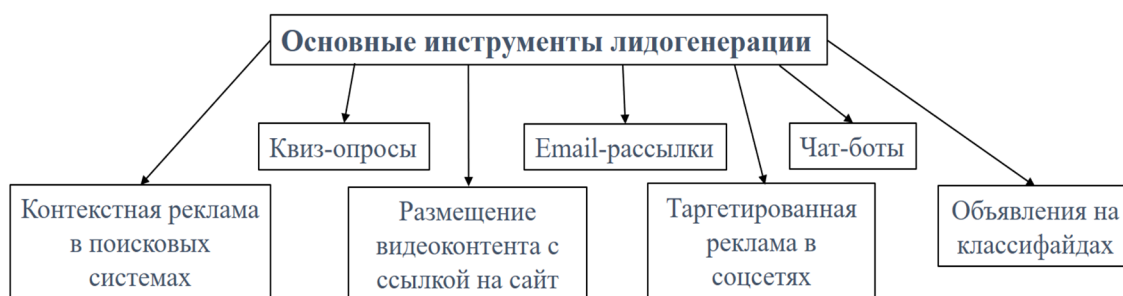 Основные инструменты лидогенерации
Квиз-опросы
Email-рассылки
Чат-боты
Контекстная реклама
в поисковых
системах
Размещение
видеоконтента с
ссылкой на сайт
Таргетированная
реклама в
соцсетях
Объявления на
классифайдах